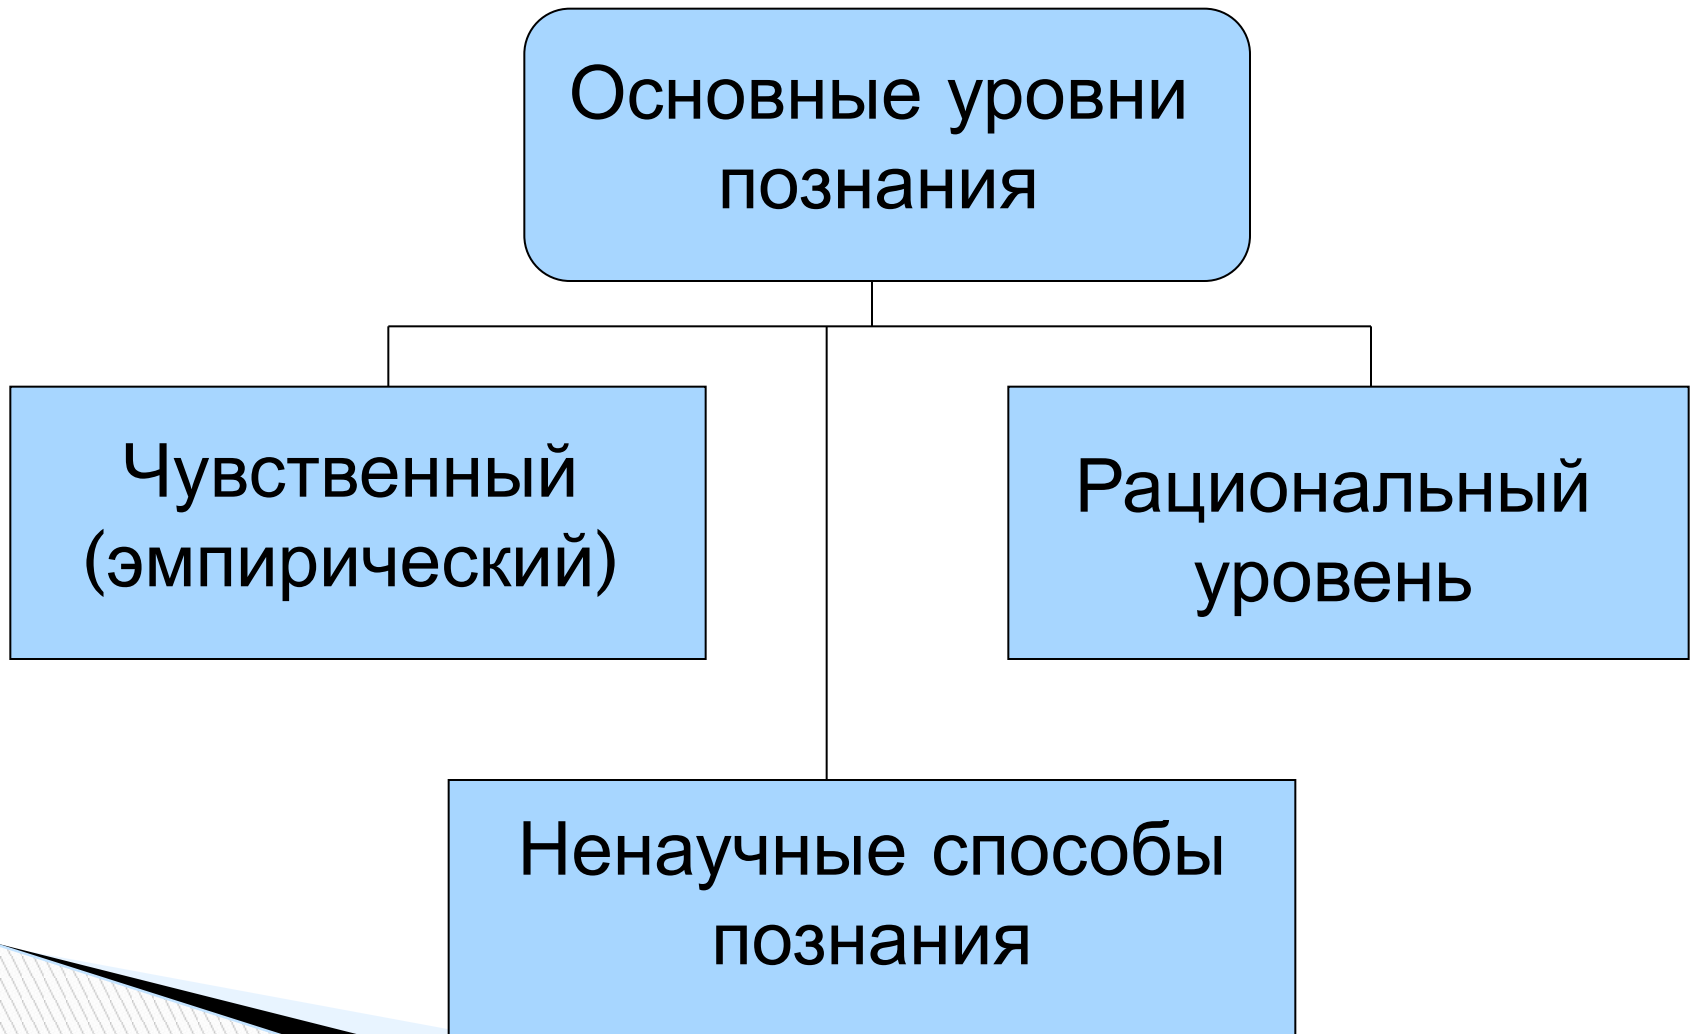 Основные уровни
познания
Чувственный
(эмпирический)
Рациональный
уровень
Ненаучные способы
познания